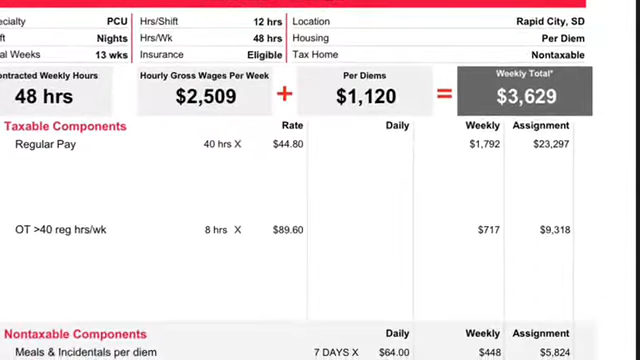 ecialty PCU Hrs/Shift 12 hrs Location Rapid City, SD
ft Nights Hrs/Wk 48 hrs Housing Per Diem
al Weeks 13 wks Insurance Eligible Tax Home Nontaxable
ontracted Weekly Hours Hourly Gross Wages Per Week Per Diems Weekly Total*
48 hrs $2,509 + $1,120 = $3,629
Taxable Components Rate Daily Weekly Assignment
Regular Pay 40 hrs X $44.80 $1,792 $23,297
OT >40 reg hrs/wk 8 hrs X $89.60 $717 $9,318
Nontaxable Components Daily Weekly Assignment
Meals & Incidentals per diem 7 DAYS X $64.00 $448 $5,824